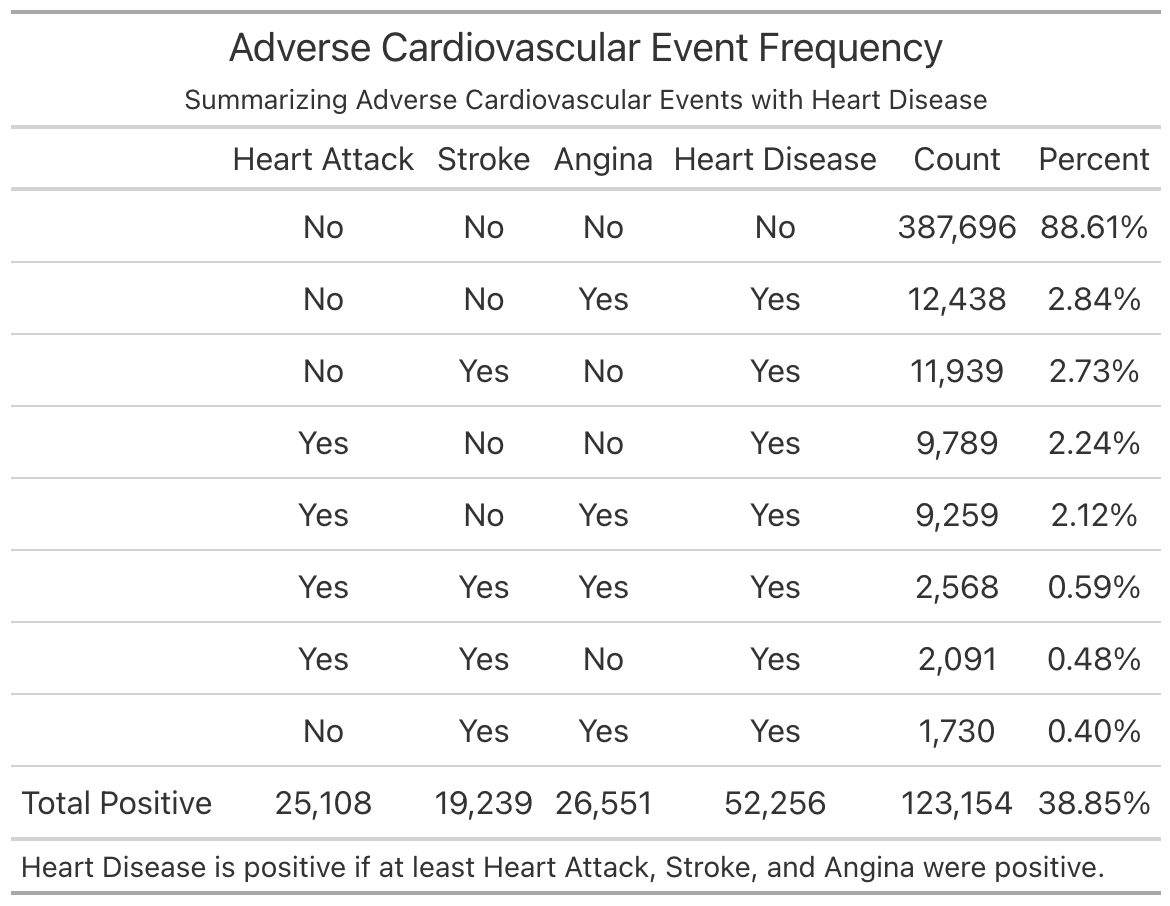 Adverse Cardiovascular Event Frequency
Summarizing Adverse Cardiovascular Events with Heart Disease
Heart Attack Stroke Angina Heart Disease Count Percent
No No No No 387,696 88.61%
No No Yes Yes 12,438 2.84%
No Yes No Yes 11,939 2.73%
Yes No No Yes 9,789 2.24%
Yes No Yes Yes 9,259 2.12%
Yes Yes Yes Yes 2,568 0.59%
Yes Yes No Yes 2,091 0.48%
No Yes Yes Yes 1,730 0.40%
Total Positive 25,108 19,239 26,551 52,256 123,154 38.85%
Heart Disease is positive if at least Heart Attack, Stroke, and Angina were positive.